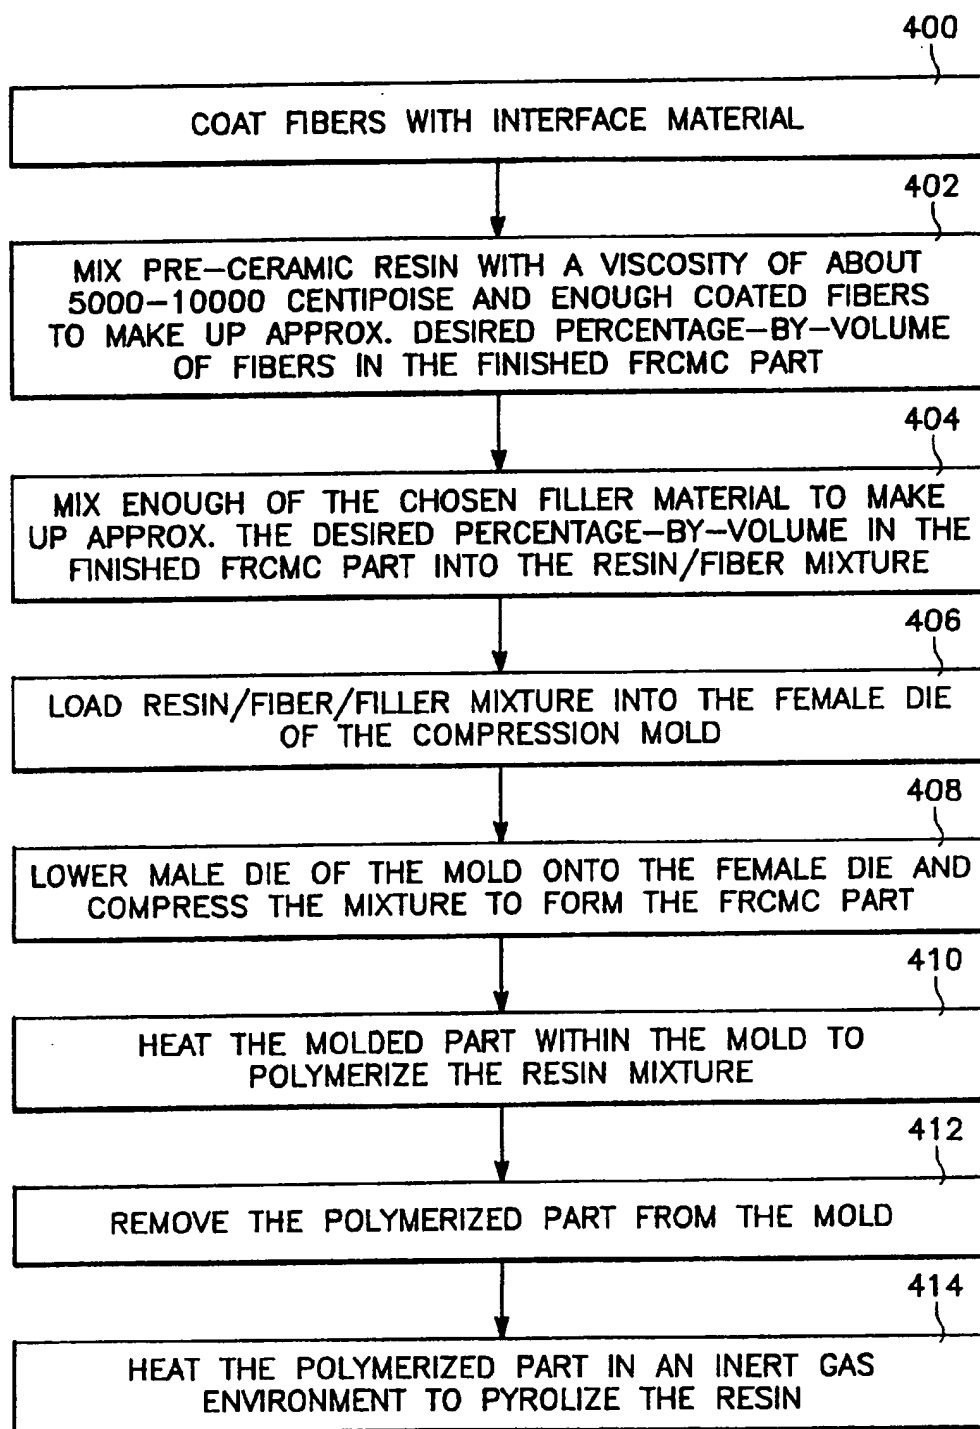 400
COAT FIBERS WITH INTERFACE MATERIAL
402
MIX PRE-CERAMIC RESIN WITH A VISCOSITY OF ABOUT
5000-10000 CENTIPOISE AND ENOUGH COATED FIBERS
TO MAKE UP APPROX. DESIRED PERCENTAGE-BY-VOLUME
OF FIBERS IN THE FINISHED FRCMC PART
404
MIX ENOUGH OF THE CHOSEN FILLER MATERIAL TO MAKE
UP APPROX. THE DESIRED PERCENTAGE-BY-VOLUME IN THE
FINISHED FRCMC PART INTO THE RESIN/FIBER MIXTURE
406
LOAD RESIN/FIBER/FILLER MIXTURE INTO THE FEMALE DIE
OF THE COMPRESSION MOLD
408
LOWER MALE DIE OF THE MOLD ONTO THE FEMALE DIE AND
COMPRESS THE MIXTURE TO FORM THE FRCMC PART
410
HEAT THE MOLDED PART WITHIN THE MOLD TO
POLYMERIZE THE RESIN MIXTURE
412
REMOVE THE POLYMERIZED PART FROM THE MOLD
414
HEAT THE POLYMERIZED PART IN AN INERT GAS
ENVIRONMENT TO PYROLIZE THE RESIN